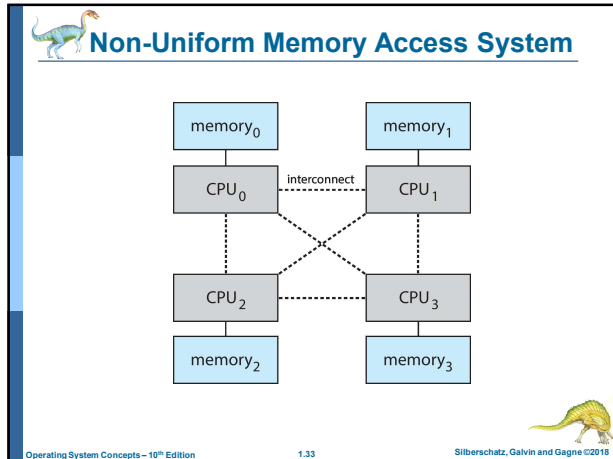 Non-Uniform Memory Access System
memory₀
memory₁
interconnect
CPU₀
CPU₁
CPU₂
CPU₃
memory₂
memory₃
Operating System Concepts – 10th Edition
1.33
Silberschatz, Galvin and Gagne ©2018